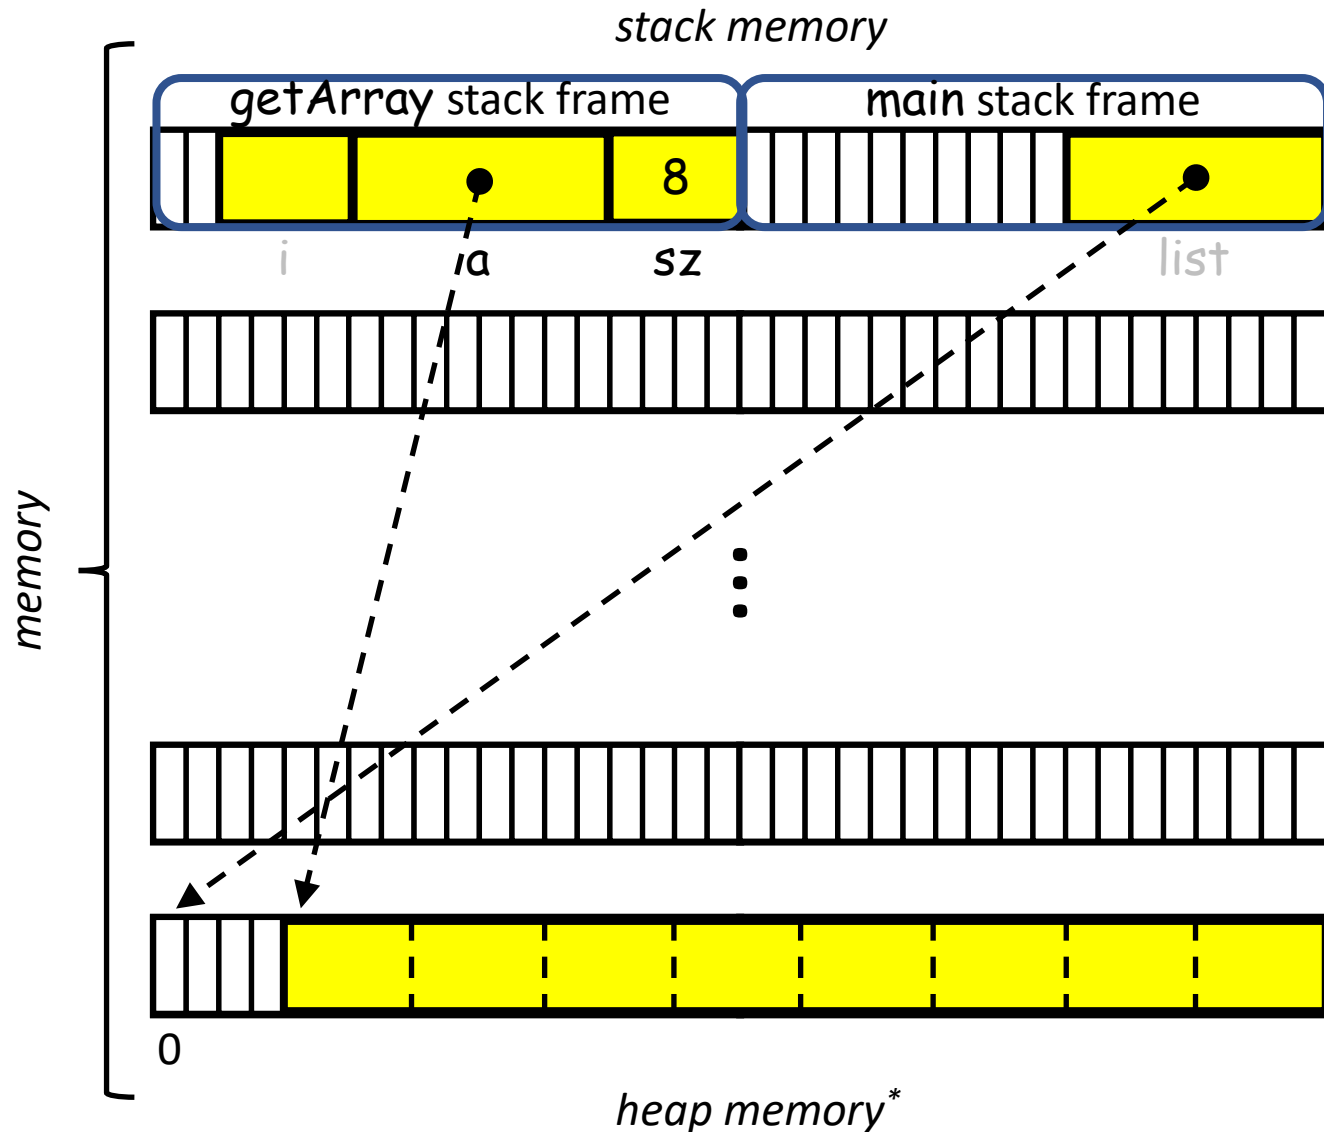 stack memory
getArray stack frame
main stack frame
8
i
a
sz
list
memory
0
heap memory*